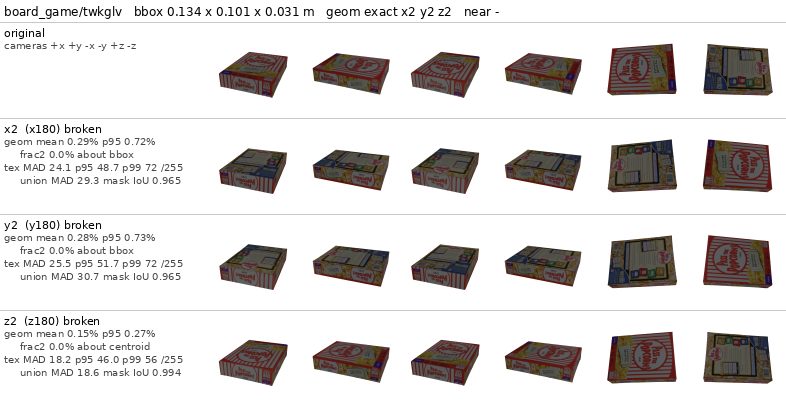 board_game/twkglv   bbox 0.134 x 0.101 x 0.031 m   geom exact x2 y2 z2   near -
original
cameras +x +y -x -y +z -z
x2  (x180) broken
geom mean 0.29% p95 0.72%
frac2 0.0% about bbox
tex MAD 24.1 p95 48.7 p99 72 /255
union MAD 29.3 mask IoU 0.965
y2  (y180) broken
geom mean 0.28% p95 0.73%
frac2 0.0% about bbox
tex MAD 25.5 p95 51.7 p99 72 /255
union MAD 30.7 mask IoU 0.965
z2  (z180) broken
geom mean 0.15% p95 0.27%
frac2 0.0% about centroid
tex MAD 18.2 p95 46.0 p99 56 /255
union MAD 18.6 mask IoU 0.994